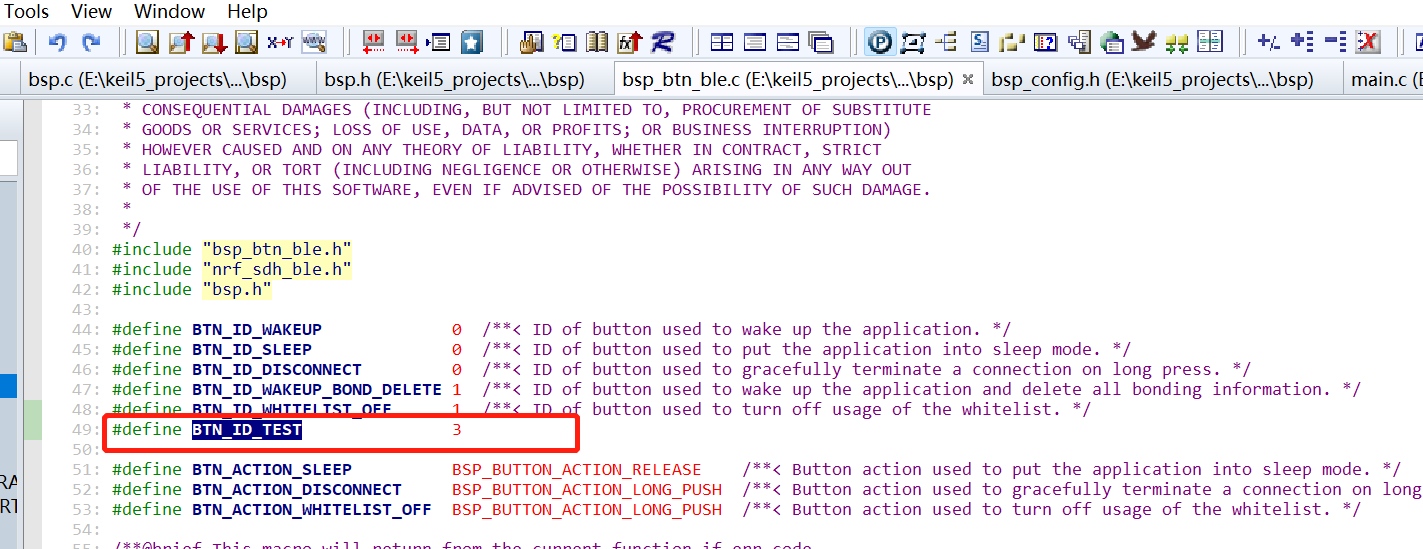 Tools View Window Help
bsp.c (E:\keil5_projects\...\bsp) bsp.h (E:\keil5_projects\...\bsp) bsp_btn_ble.c (E:\keil5_projects\...\bsp) bsp_config.h (E:\keil5_projects\...\bsp) main.c (E
33: * CONSEQUENTIAL DAMAGES (INCLUDING, BUT NOT LIMITED TO, PROCUREMENT OF SUBSTITUTE
34: * GOODS OR SERVICES; LOSS OF USE, DATA, OR PROFITS; OR BUSINESS INTERRUPTION)
35: * HOWEVER CAUSED AND ON ANY THEORY OF LIABILITY, WHETHER IN CONTRACT, STRICT
36: * LIABILITY, OR TORT (INCLUDING NEGLIGENCE OR OTHERWISE) ARISING IN ANY WAY OUT
37: * OF THE USE OF THIS SOFTWARE, EVEN IF ADVISED OF THE POSSIBILITY OF SUCH DAMAGE.
38: *
39: */
40: #include "bsp_btn_ble.h"
41: #include "nrf_sdh_ble.h"
42: #include "bsp.h"
43:
44: #define BTN_ID_WAKEUP 0 /**< ID of button used to wake up the application. */
45: #define BTN_ID_SLEEP 0 /**< ID of button used to put the application into sleep mode. */
46: #define BTN_ID_DISCONNECT 0 /**< ID of button used to gracefully terminate a connection on long press. */
47: #define BTN_ID_WAKEUP_BOND_DELETE 1 /**< ID of button used to wake up the application and delete all bonding information. */
48: #define BTN_ID_WHITELIST_OFF 1 /**< ID of button used to turn off usage of the whitelist. */
49: #define BTN_ID_TEST 3
50:
51: #define BTN_ACTION_SLEEP BSP_BUTTON_ACTION_RELEASE /**< Button action used to put the application into sleep mode. */
52: #define BTN_ACTION_DISCONNECT BSP_BUTTON_ACTION_LONG_PUSH /**< Button action used to gracefully terminate a connection on long
53: #define BTN_ACTION_WHITELIST_OFF BSP_BUTTON_ACTION_LONG_PUSH /**< Button action used to turn off usage of the whitelist. */
54:
55: /**@brief This macro will return from the current function if err_code